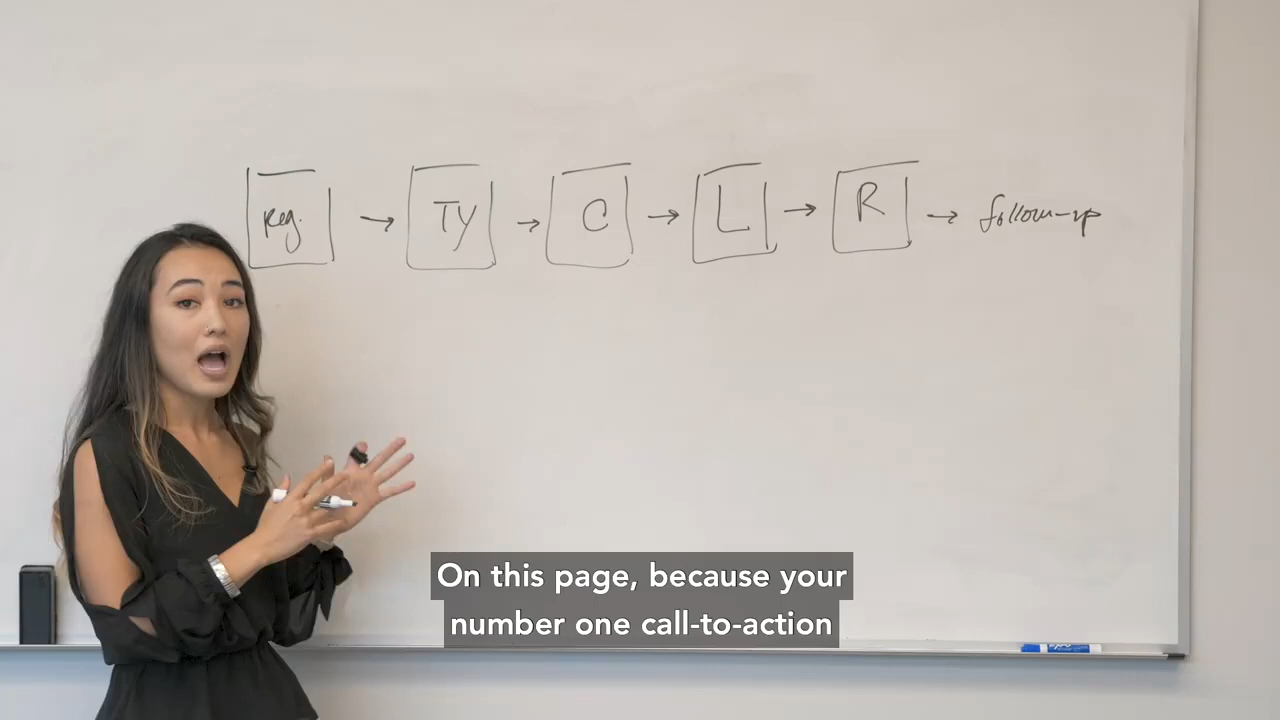 Reg. → TY → C → L → R → follow-up
On this page, because your
number one call-to-action